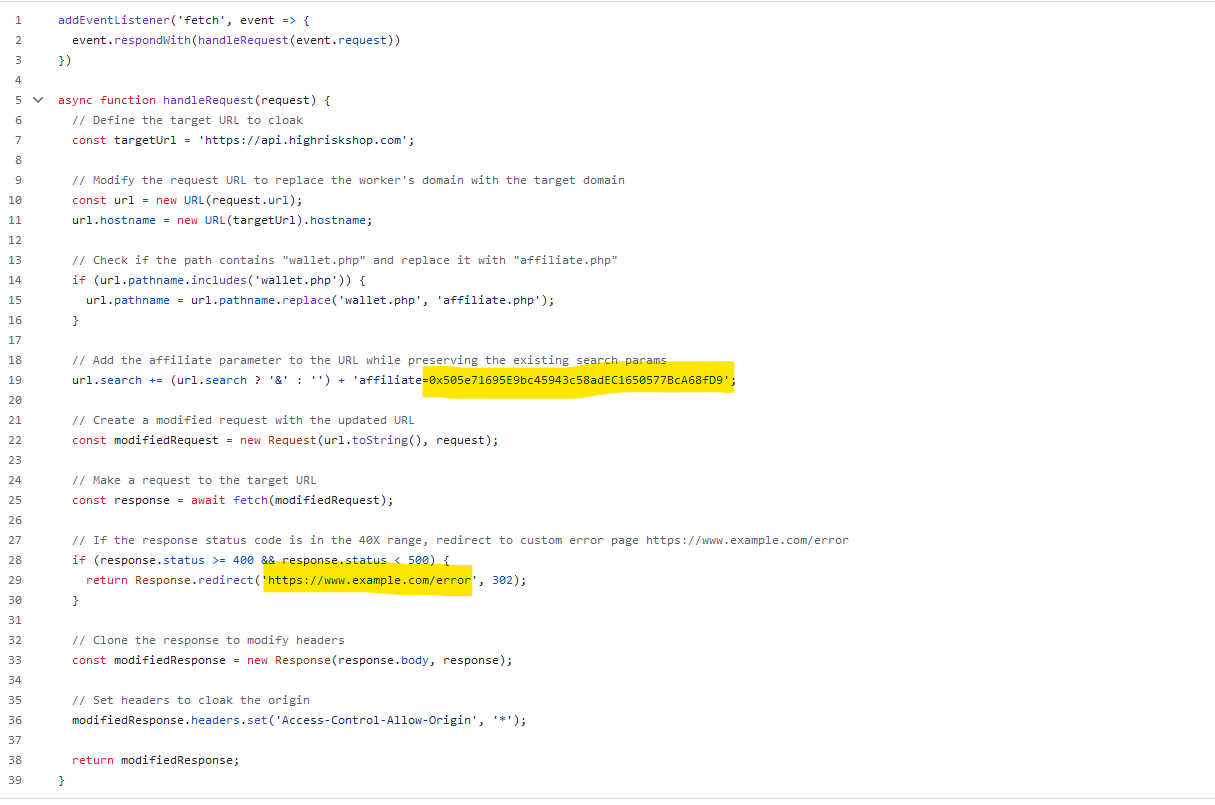 1 addEventListener('fetch', event => {
2 event.respondWith(handleRequest(event.request))
3 })
4
5 async function handleRequest(request) {
6 // Define the target URL to cloak
7 const targetUrl = 'https://api.highriskshop.com';
8
9 // Modify the request URL to replace the worker's domain with the target domain
10 const url = new URL(request.url);
11 url.hostname = new URL(targetUrl).hostname;
12
13 // Check if the path contains "wallet.php" and replace it with "affiliate.php"
14 if (url.pathname.includes('wallet.php')) {
15 url.pathname = url.pathname.replace('wallet.php', 'affiliate.php');
16 }
17
18 // Add the affiliate parameter to the URL while preserving the existing search params
19 url.search += (url.search ? '&' : '') + 'affiliate=0x505e71695E9bc45943c58adEC1650577BcA68fD9';
20
21 // Create a modified request with the updated URL
22 const modifiedRequest = new Request(url.toString(), request);
23
24 // Make a request to the target URL
25 const response = await fetch(modifiedRequest);
26
27 // If the response status code is in the 40X range, redirect to custom error page https://www.example.com/error
28 if (response.status >= 400 && response.status < 500) {
29 return Response.redirect('https://www.example.com/error', 302);
30 }
31
32 // Clone the response to modify headers
33 const modifiedResponse = new Response(response.body, response);
34
35 // Set headers to cloak the origin
36 modifiedResponse.headers.set('Access-Control-Allow-Origin', '*');
37
38 return modifiedResponse;
39 }